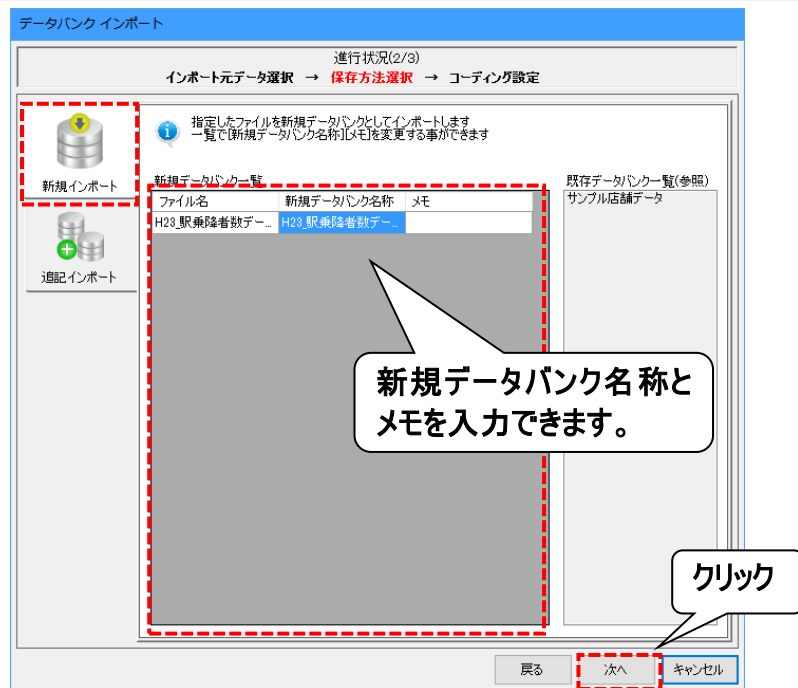 データバンク インポート
進行状況(2/3)
インポート元データ選択 → 保存方法選択 → コーディング設定
新規インポート
追記インポート
指定したファイルを新規データバンクとしてインポートします
一覧で[新規データバンク名称][メモ]を変更する事ができます
新規データバンク一覧
ファイル名 新規データバンク名称 メモ
H23_駅乗降者数デー... H23_駅乗降者数デー...
既存データバンク一覧(参照)
サンプル店舗データ
新規データバンク名称と
メモを入力できます。
クリック
戻る 次へ キャンセル